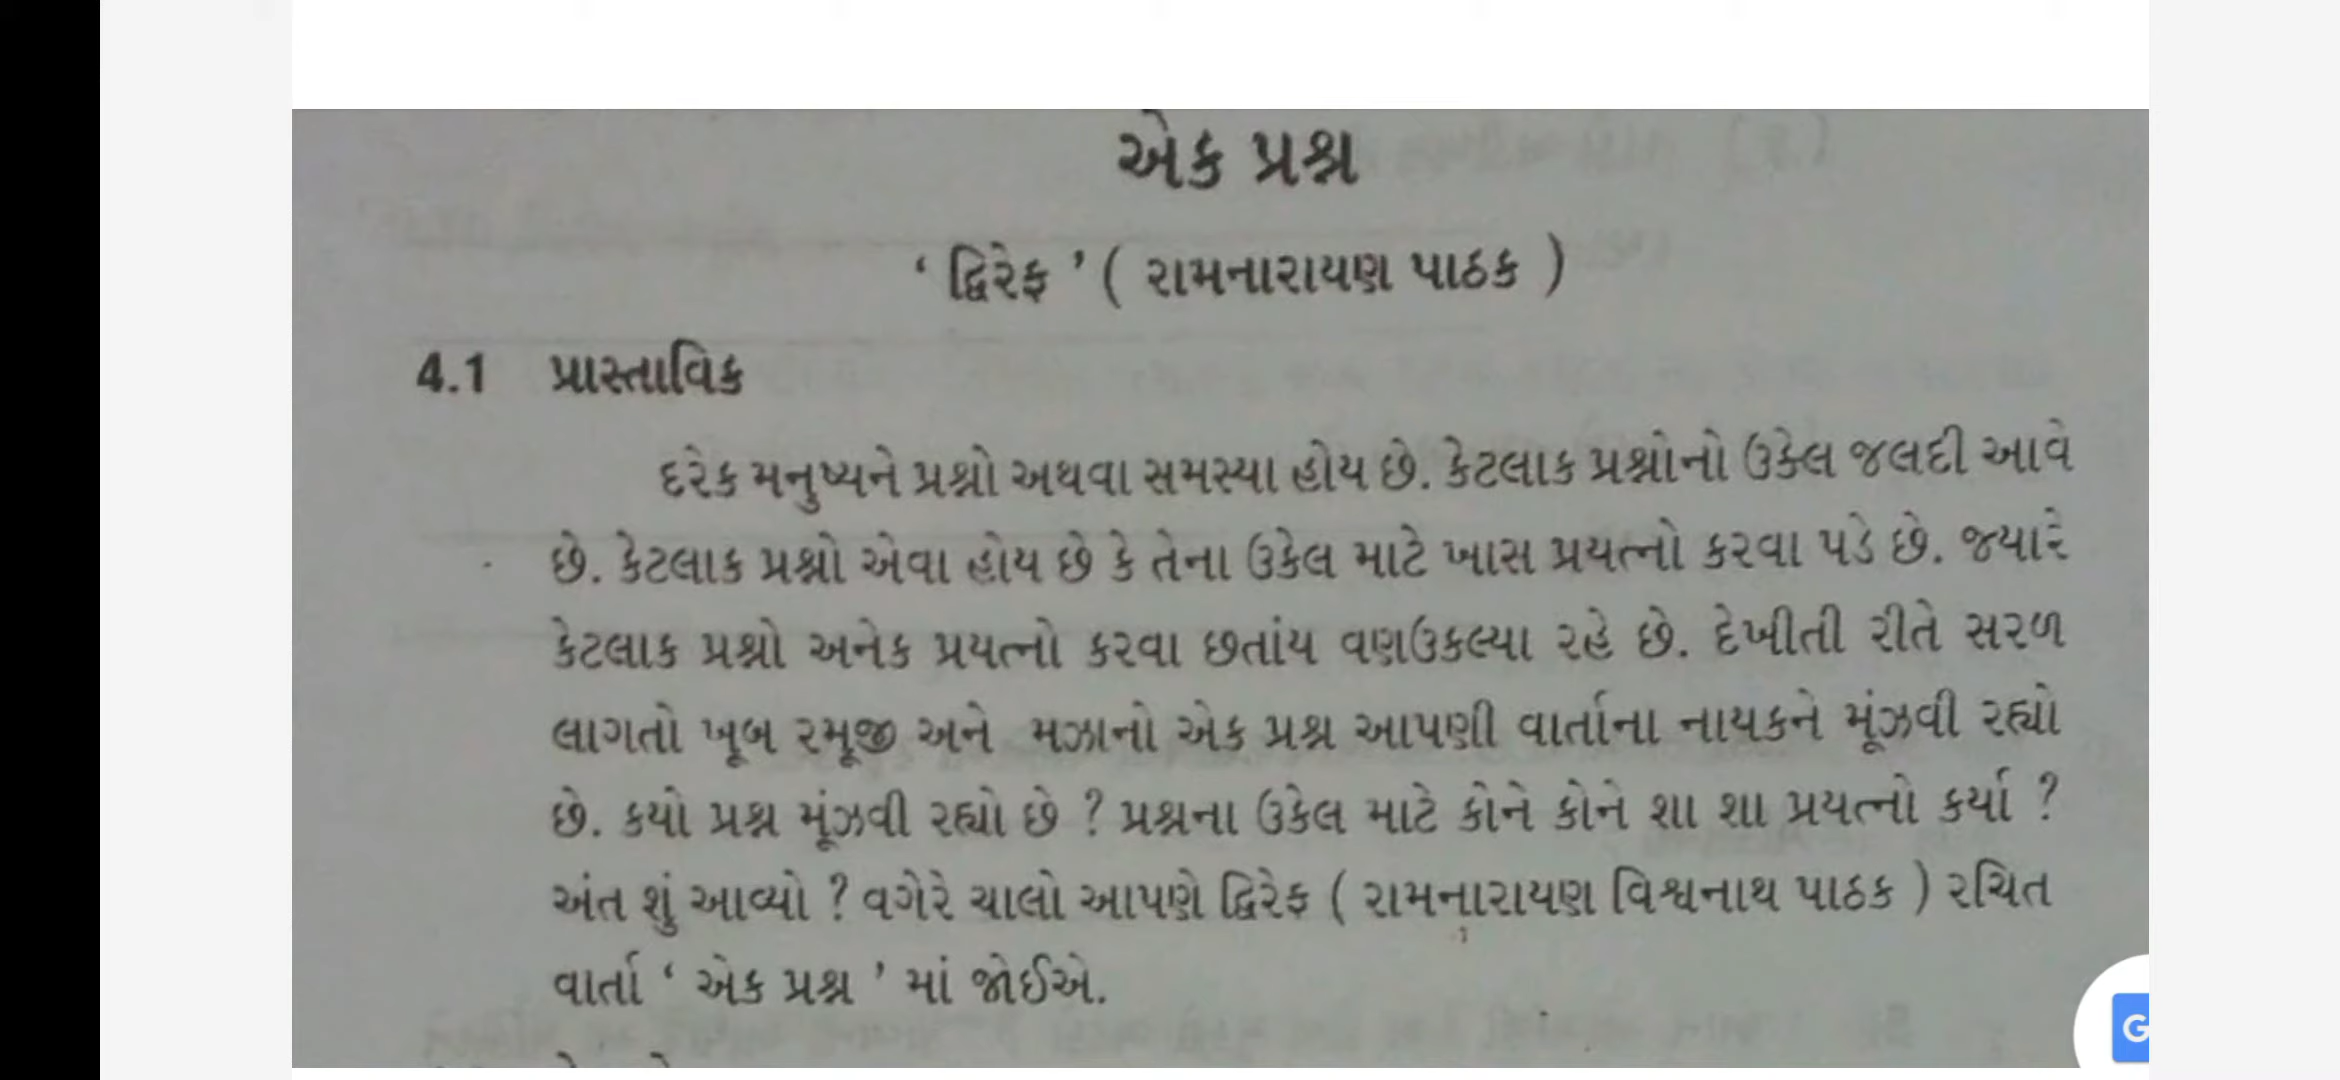 એક પ્રશ્ન
‘ દ્વિરેફ ’ ( રામનારાયણ પાઠક )
4.1 પ્રાસ્તાવિક
દરેક મનુષ્યને પ્રશ્નો અથવા સમસ્યા હોય છે. કેટલાક પ્રશ્નોનો ઉકેલ જલદી આવે
છે. કેટલાક પ્રશ્નો એવા હોય છે કે તેના ઉકેલ માટે ખાસ પ્રયત્નો કરવા પડે છે. જ્યારે
કેટલાક પ્રશ્નો અનેક પ્રયત્નો કરવા છતાંય વણઉકલ્યા રહે છે. દેખીતી રીતે સરળ
લાગતો ખૂબ રમૂજી અને મઝાનો એક પ્રશ્ન આપણી વાર્તાના નાયકને મૂંઝવી રહ્યો
છે. કયો પ્રશ્ન મૂંઝવી રહ્યો છે ? પ્રશ્નના ઉકેલ માટે કોને કોને શા શા પ્રયત્નો કર્યા ?
અંત શું આવ્યો ? વગેરે ચાલો આપણે દ્વિરેફ ( રામનારાયણ વિશ્વનાથ પાઠક ) રચિત
વાર્તા ‘ એક પ્રશ્ન ’ માં જોઈએ.
G